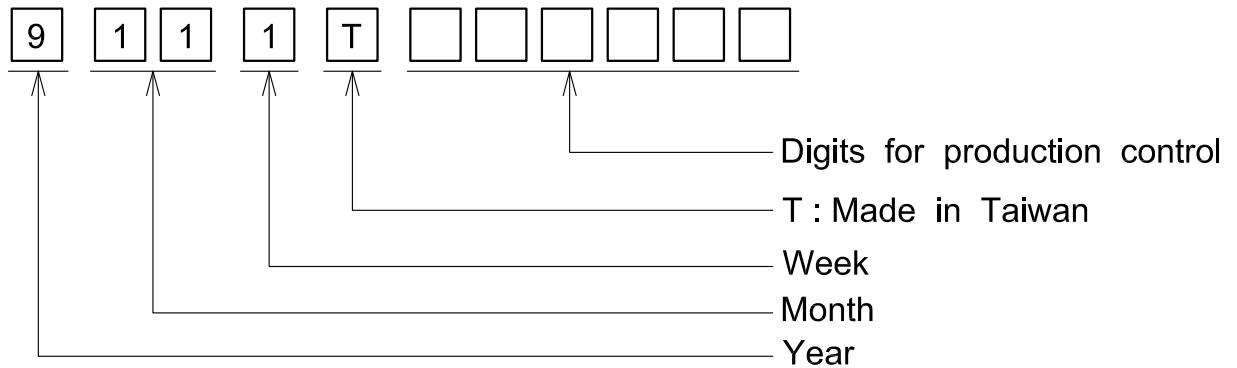 9 1 1 1 T
Digits for production control
T : Made in Taiwan
Week
Month
Year